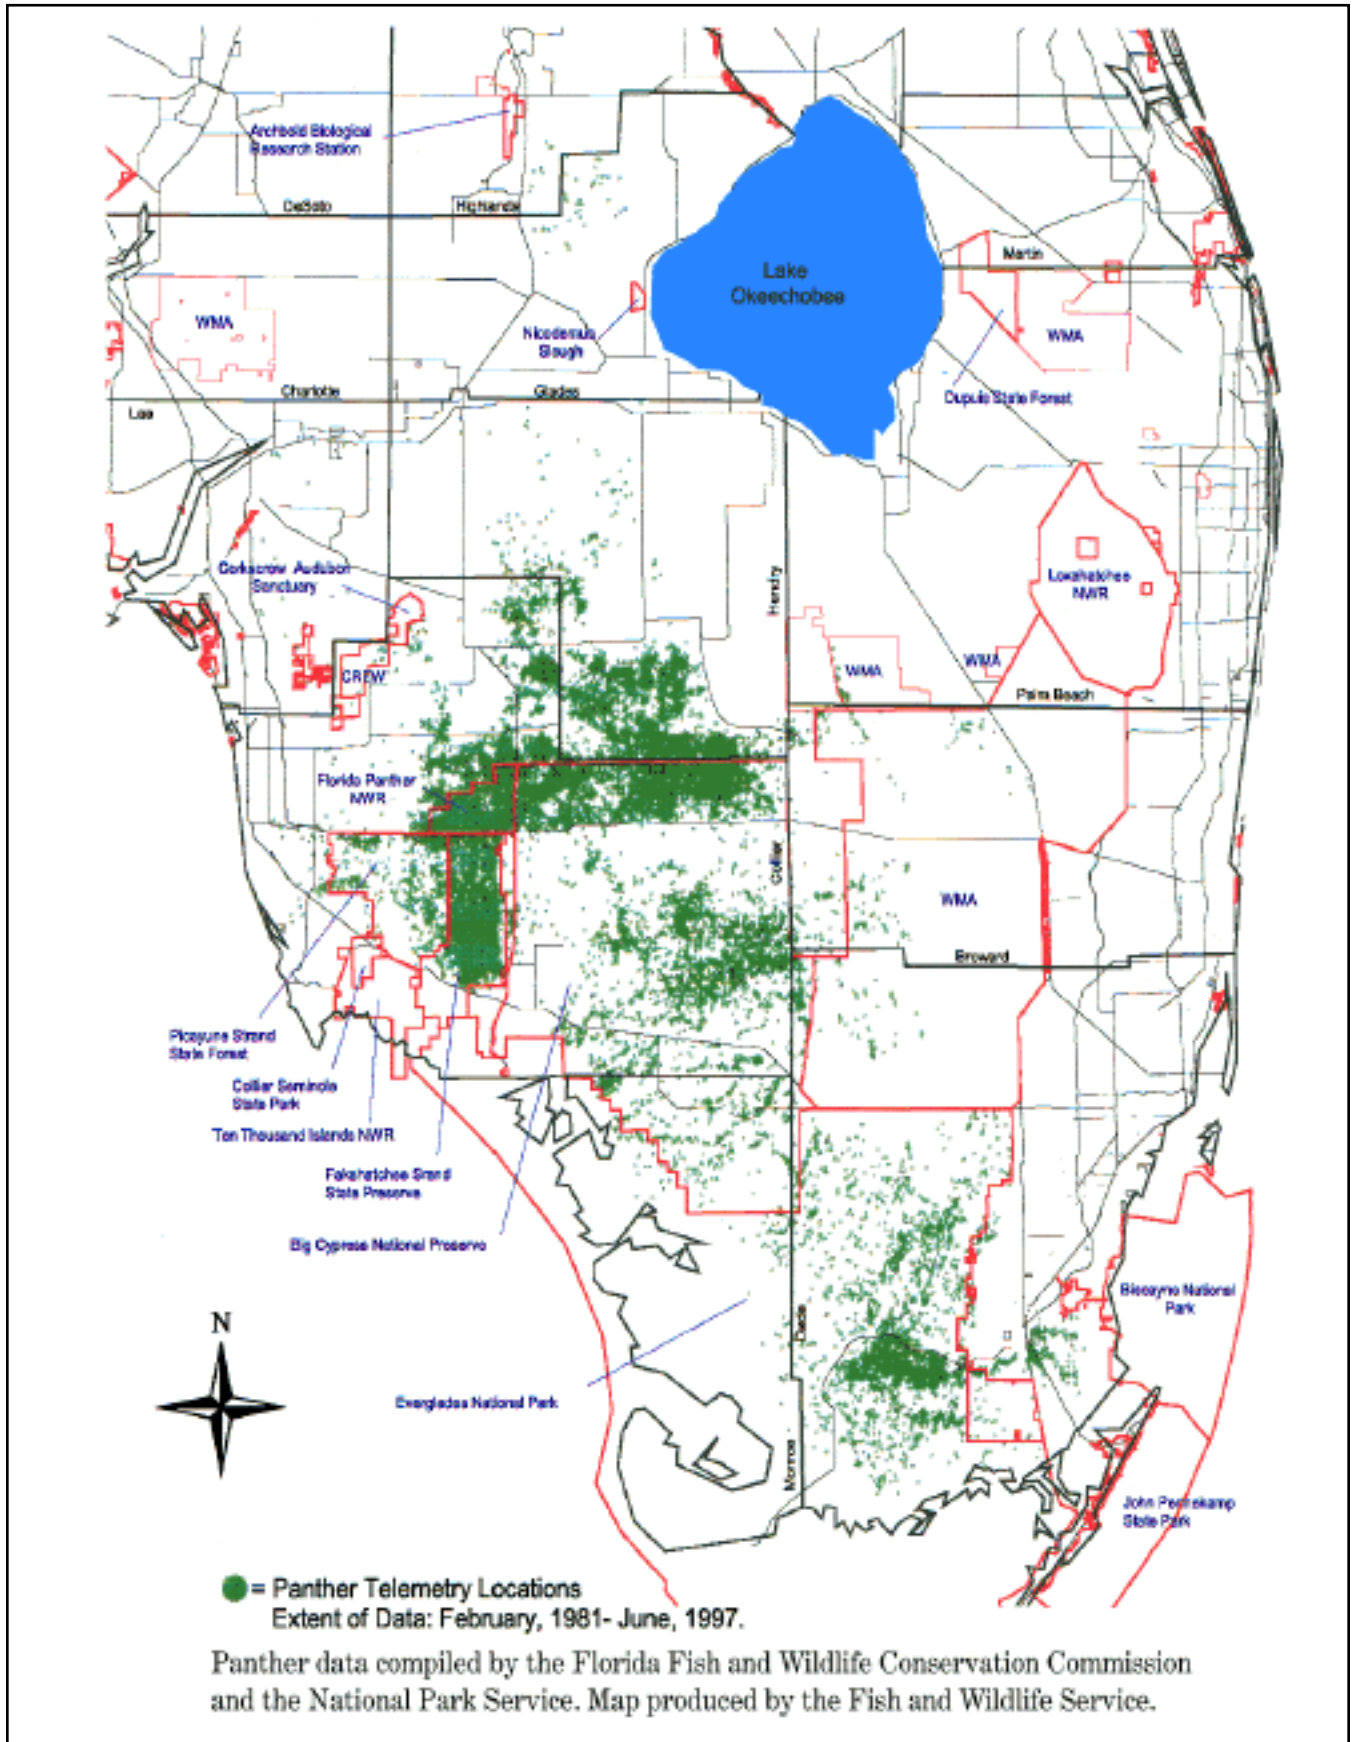 Archbold Biological
Research Station
DeSoto
Highlands
Martin
Lake
Okeechobee
WMA
Nicodemus
Slough
WMA
Charlotte
Glades
Dupuis State Forest
Lee
Corkscrew Audubon
Sanctuary
Hendry
Loxahatchee
NWR
CREW
WMA
WMA
Palm Beach
Florida Panther
NWR
Collier
WMA
Broward
Picayune Strand
State Forest
Collier Seminole
State Park
Ten Thousand Islands NWR
Fakahatchee Srand
State Preserve
Big Cypress National Preserve
Biscayne National
Park
N
Dade
Everglades National Park
Monroe
John Pennekamp
State Park
= Panther Telemetry Locations
Extent of Data: February, 1981- June, 1997.
Panther data compiled by the Florida Fish and Wildlife Conservation Commission
and the National Park Service. Map produced by the Fish and Wildlife Service.